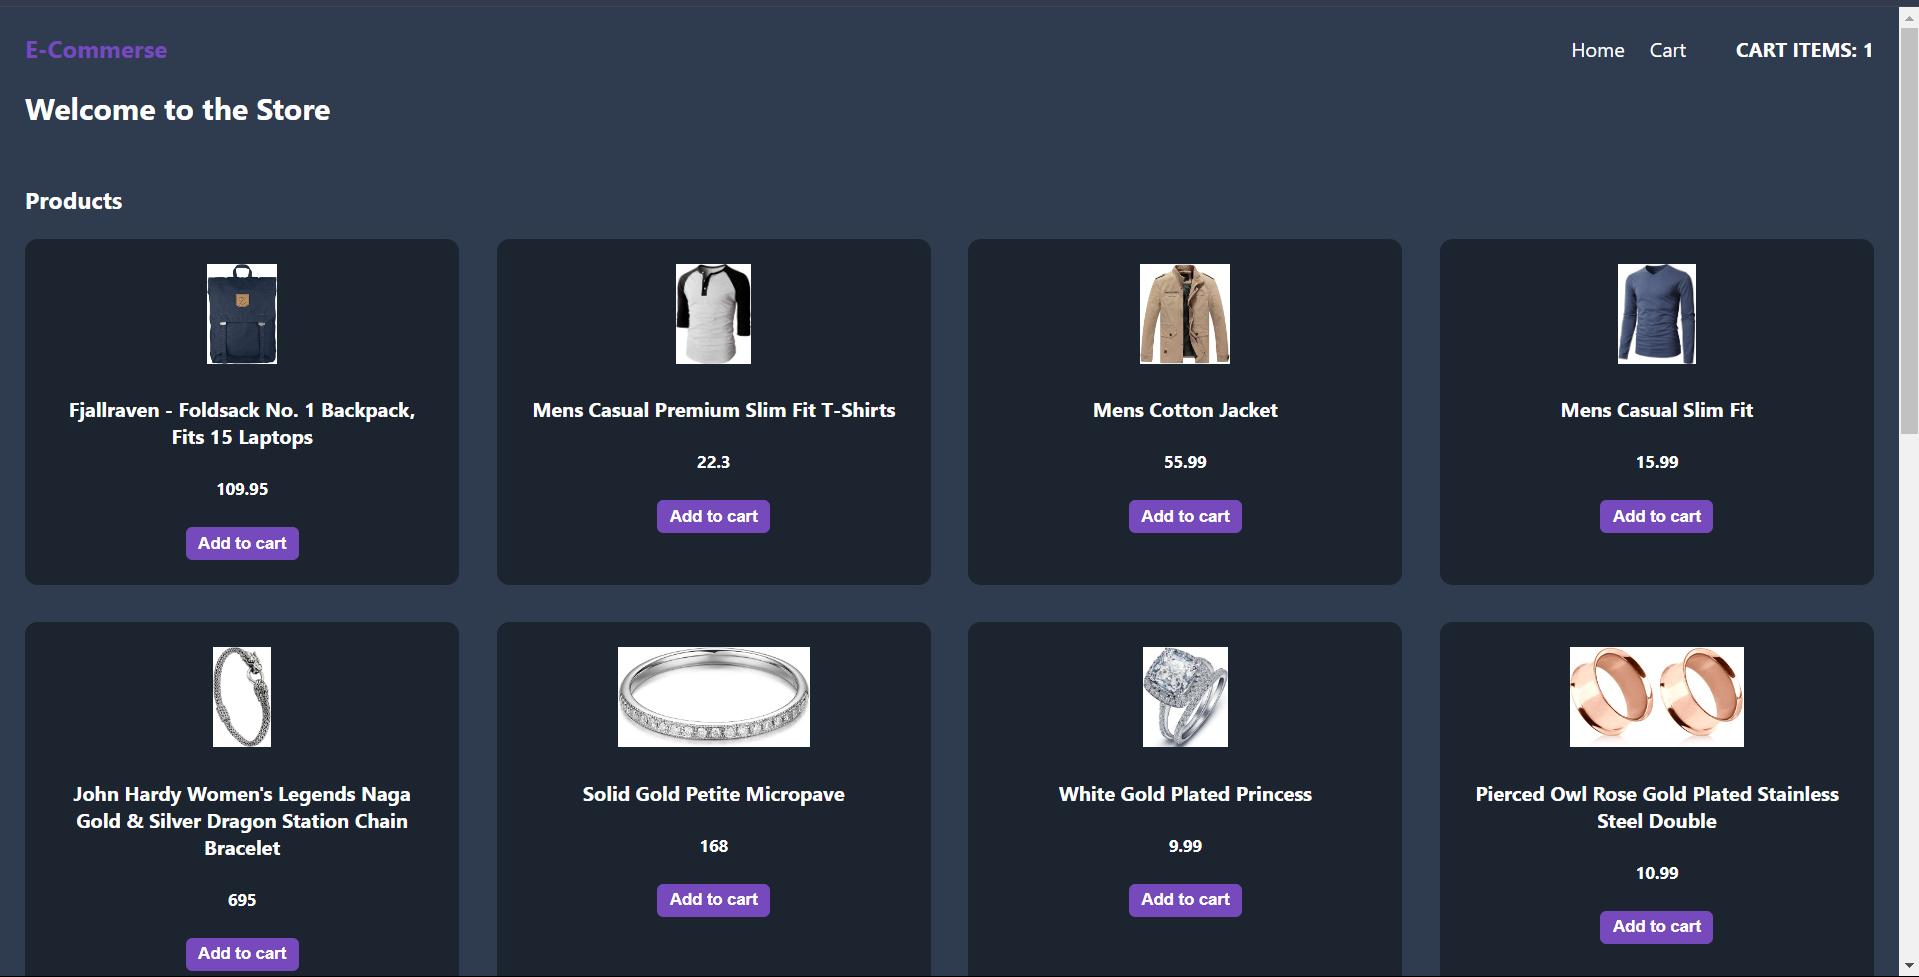 E-Commerse
Home
Cart
CART ITEMS: 1
Welcome to the Store
Products
Fjallraven - Foldsack No. 1 Backpack,
Fits 15 Laptops
109.95
Add to cart
Mens Casual Premium Slim Fit T-Shirts
22.3
Add to cart
Mens Cotton Jacket
55.99
Add to cart
Mens Casual Slim Fit
15.99
Add to cart
John Hardy Women's Legends Naga
Gold & Silver Dragon Station Chain
Bracelet
695
Add to cart
Solid Gold Petite Micropave
168
Add to cart
White Gold Plated Princess
9.99
Add to cart
Pierced Owl Rose Gold Plated Stainless
Steel Double
10.99
Add to cart